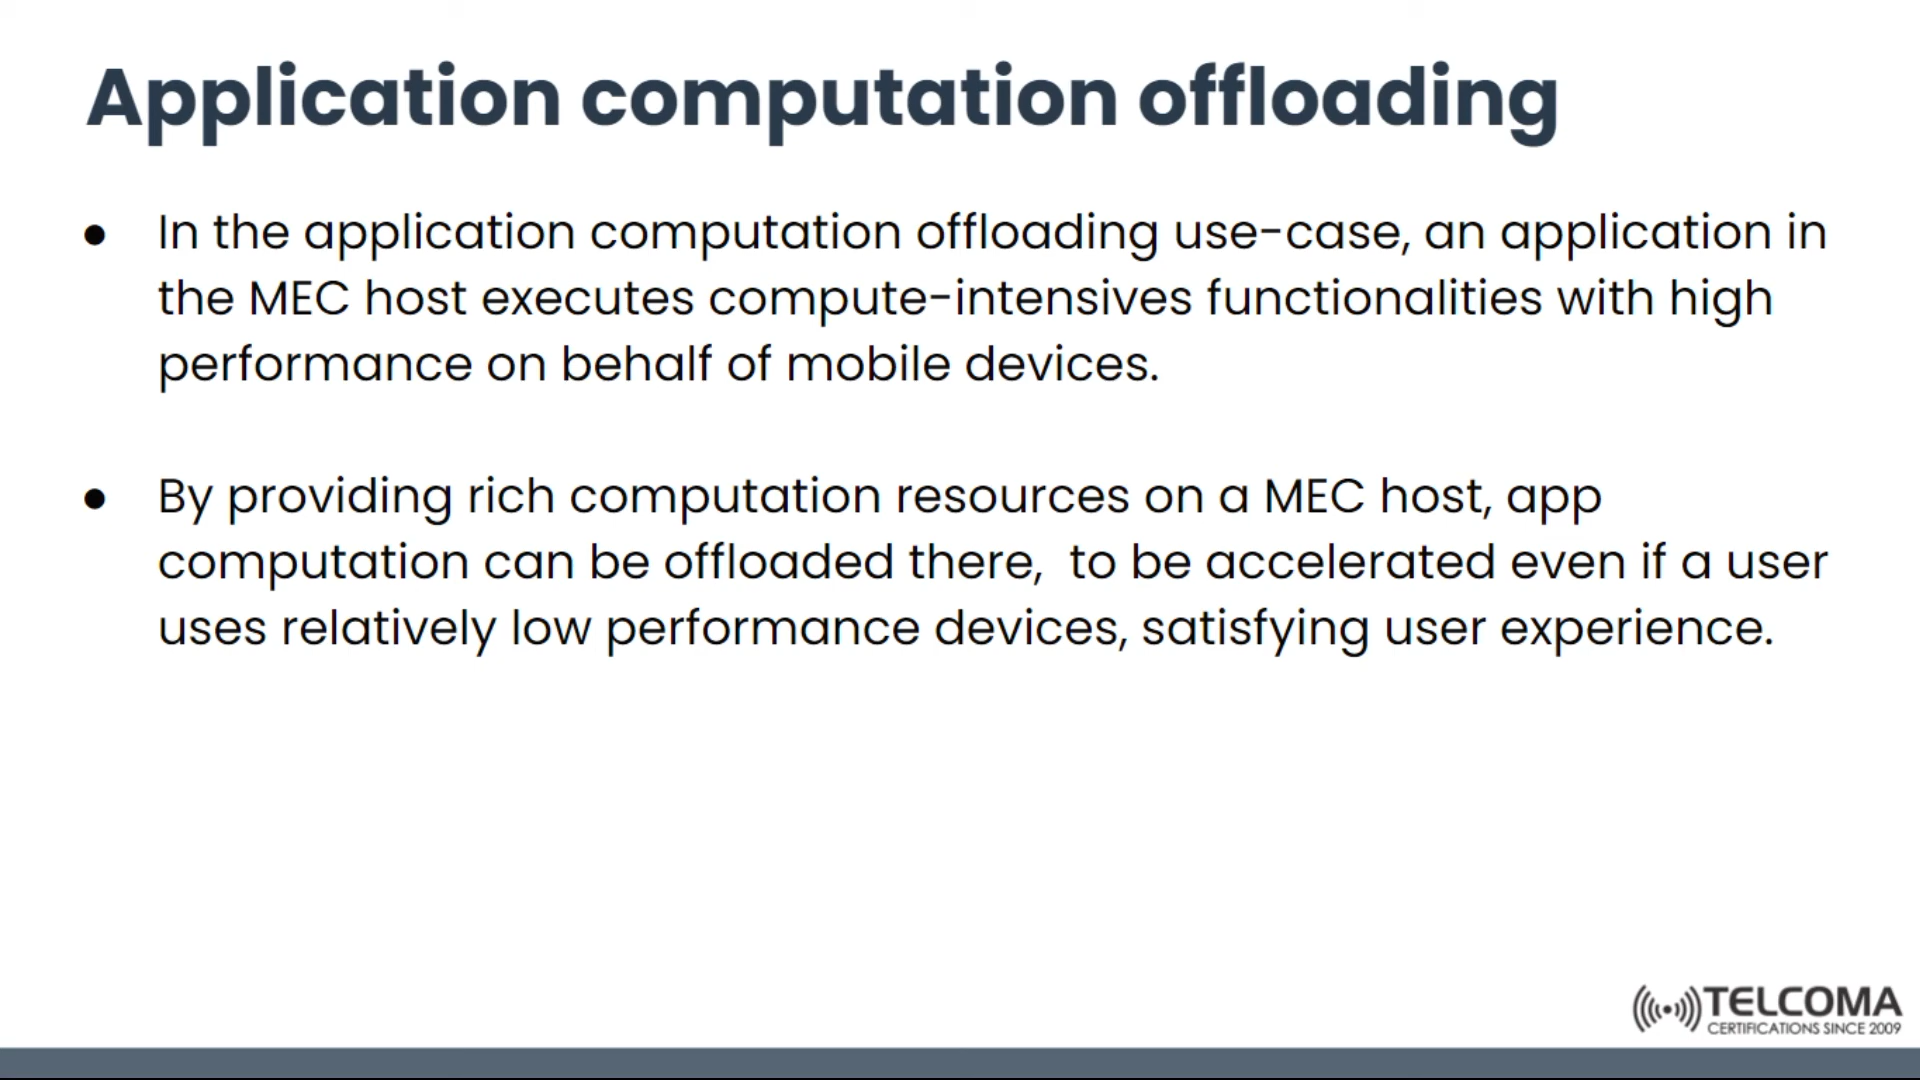 Application computation offloading
● In the application computation offloading use-case, an application in
the MEC host executes compute-intensives functionalities with high
performance on behalf of mobile devices.
● By providing rich computation resources on a MEC host, app
computation can be offloaded there,  to be accelerated even if a user
uses relatively low performance devices, satisfying user experience.
TELCOMA
CERTIFICATIONS SINCE 2009